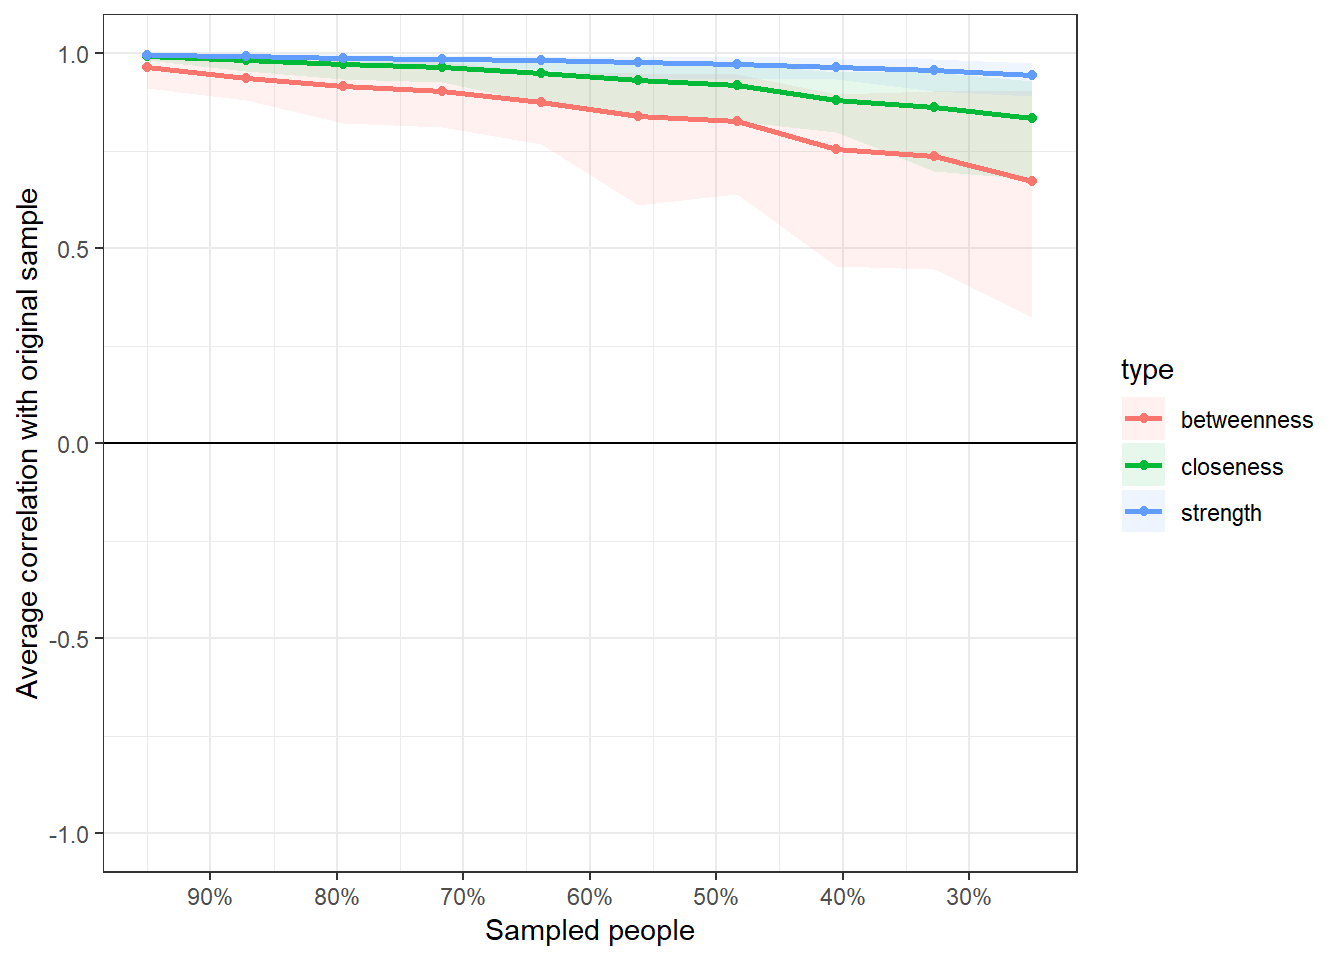 Average correlation with original sample
1.0
0.5
0.0
-0.5
-1.0
90% 80% 70% 60% 50% 40% 30%
Sampled people
type
betweenness
closeness
strength